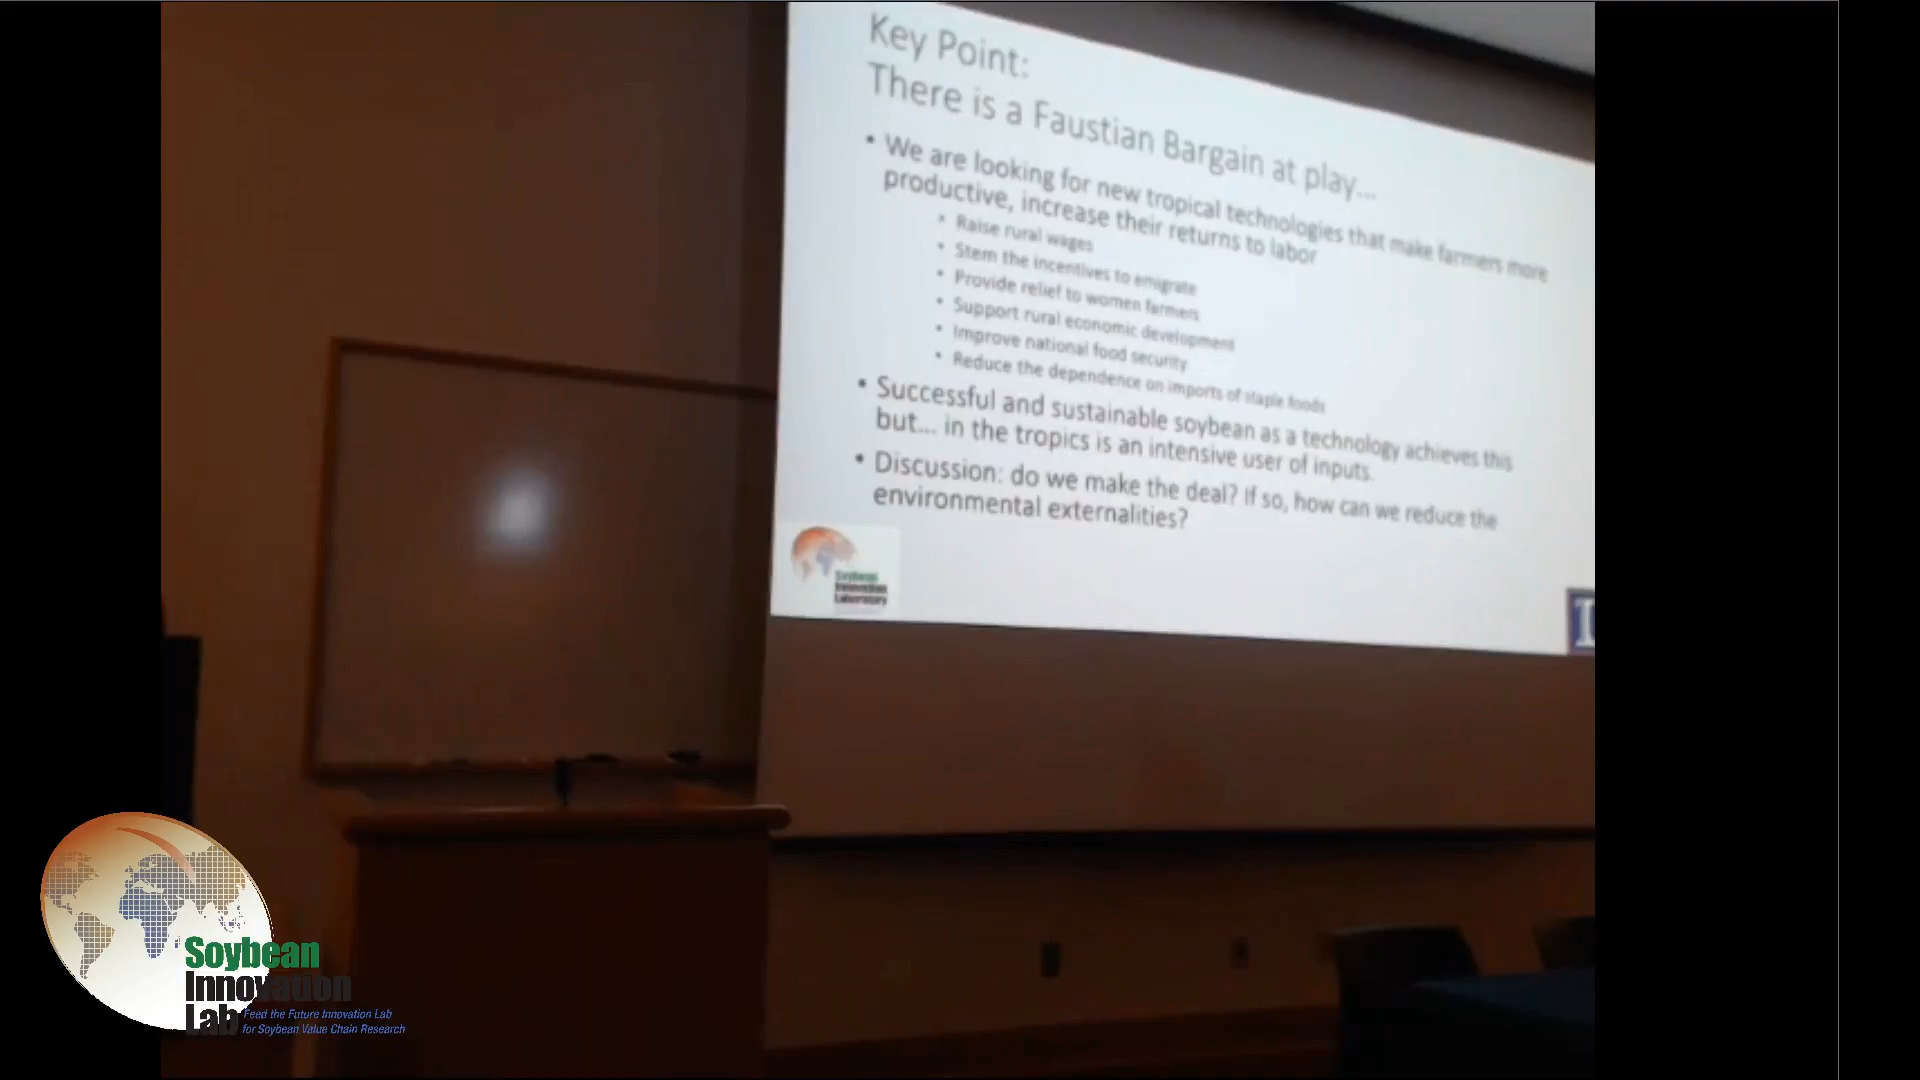 Key Point:
There is a Faustian Bargain at play...
• We are looking for new tropical technologies that make farmers more
productive, increase their returns to labor
• Raise rural wages
• Stem the incentives to emigrate
• Provide relief to women farmers
• Support rural economic development
• Improve national food security
• Reduce the dependence on imports of staple foods
• Successful and sustainable soybean as a technology achieves this
but... in the tropics is an intensive user of inputs.
• Discussion: do we make the deal? If so, how can we reduce the
environmental externalities?
Soybean
Innovation
Laboratory
Soybean
Innovation
Lab
Feed the Future Innovation Lab
for Soybean Value Chain Research